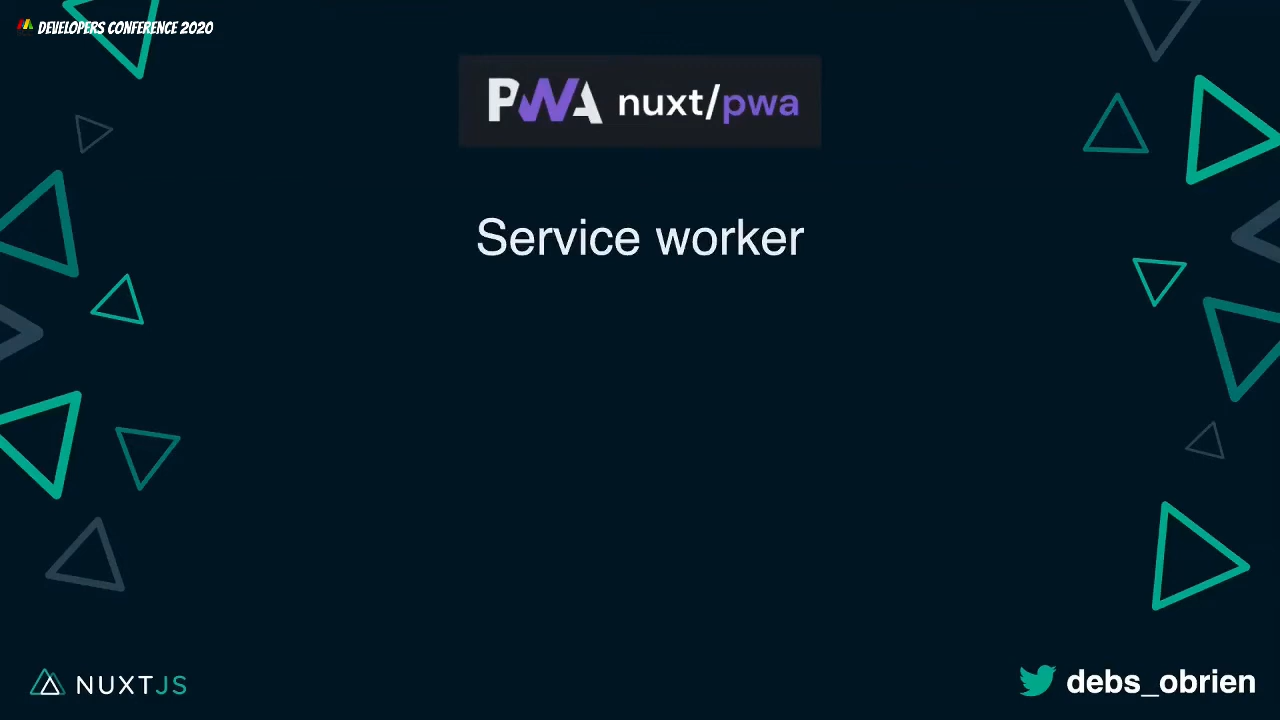 DEVELOPERS CONFERENCE 2020
PWA nuxt/pwa
Service worker
NUXTJS
debs_obrien